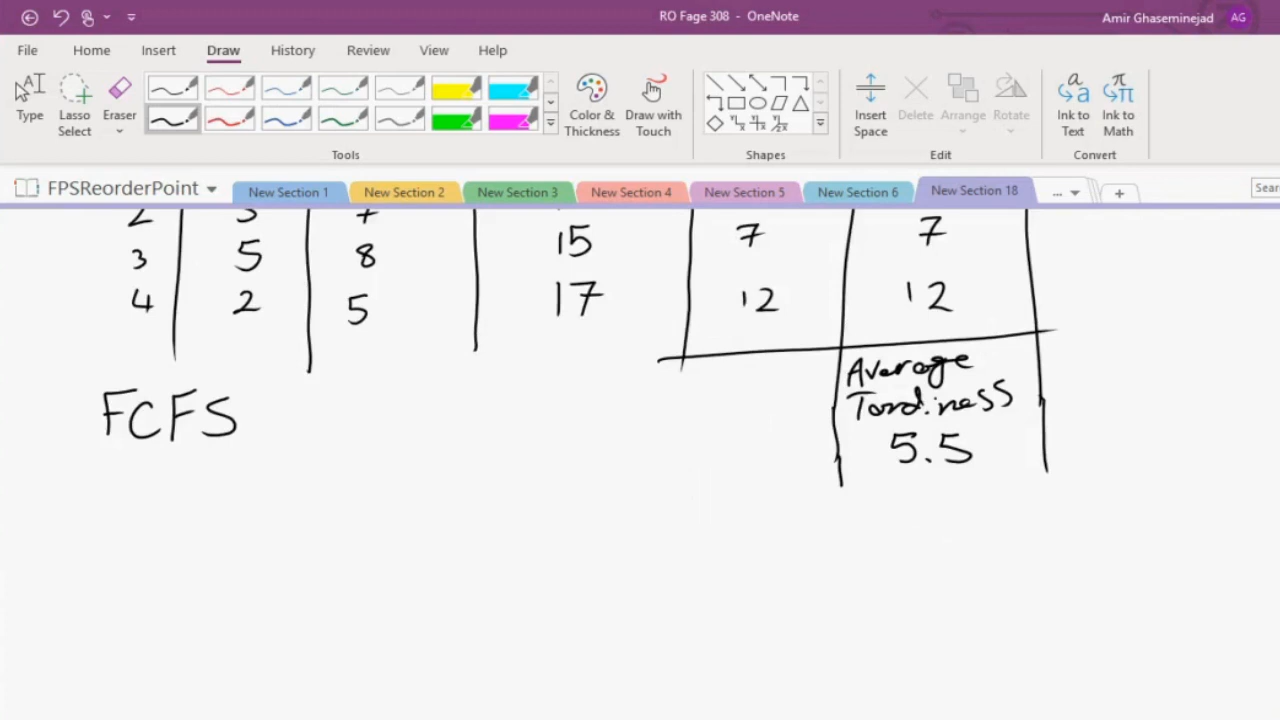 RO Fage 308 - OneNote
Amir Ghaseminejad AG
File Home Insert Draw History Review View Help
Type Lasso Select Eraser Color & Thickness Draw with Touch Insert Space Delete Arrange Rotate Ink to Text Ink to Math
Tools Shapes Edit Convert
FPSReorderPoint New Section 1 New Section 2 New Section 3 New Section 4 New Section 5 New Section 6 New Section 18 ... + Sear
7 7
3 5 8 15
4 2 5 17 12 12
Average
Tardiness
5.5
FCFS